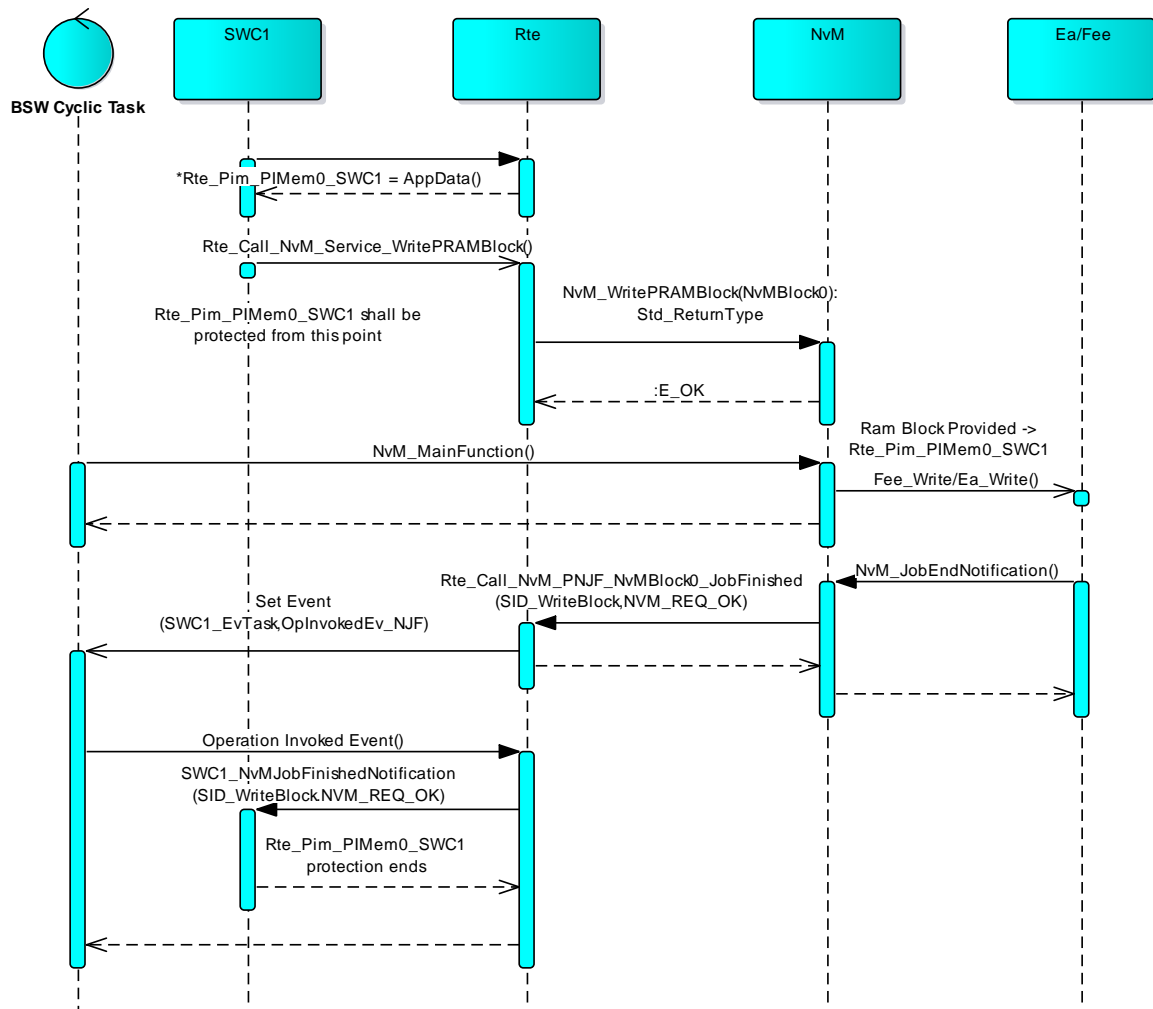 SWC1
Rte
NvM
Ea/Fee
BSW Cyclic Task
*Rte_Pim_PIMem0_SWC1 = AppData()
Rte_Call_NvM_Service_WritePRAMBlock()
NvM_WritePRAMBlock(NvMBlock0):
Std_ReturnType
Rte_Pim_PIMem0_SWC1 shall be
protected from this point
:E_OK
Ram Block Provided ->
Rte_Pim_PIMem0_SWC1
NvM_MainFunction()
Fee_Write/Ea_Write()
NvM_JobEndNotification()
Rte_Call_NvM_PNJF_NvMBlock0_JobFinished
(SID_WriteBlock,NVM_REQ_OK)
Set Event
(SWC1_EvTask,OpInvokedEv_NJF)
Operation Invoked Event()
SWC1_NvMJobFinishedNotification
(SID_WriteBlock.NVM_REQ_OK)
Rte_Pim_PIMem0_SWC1
protection ends